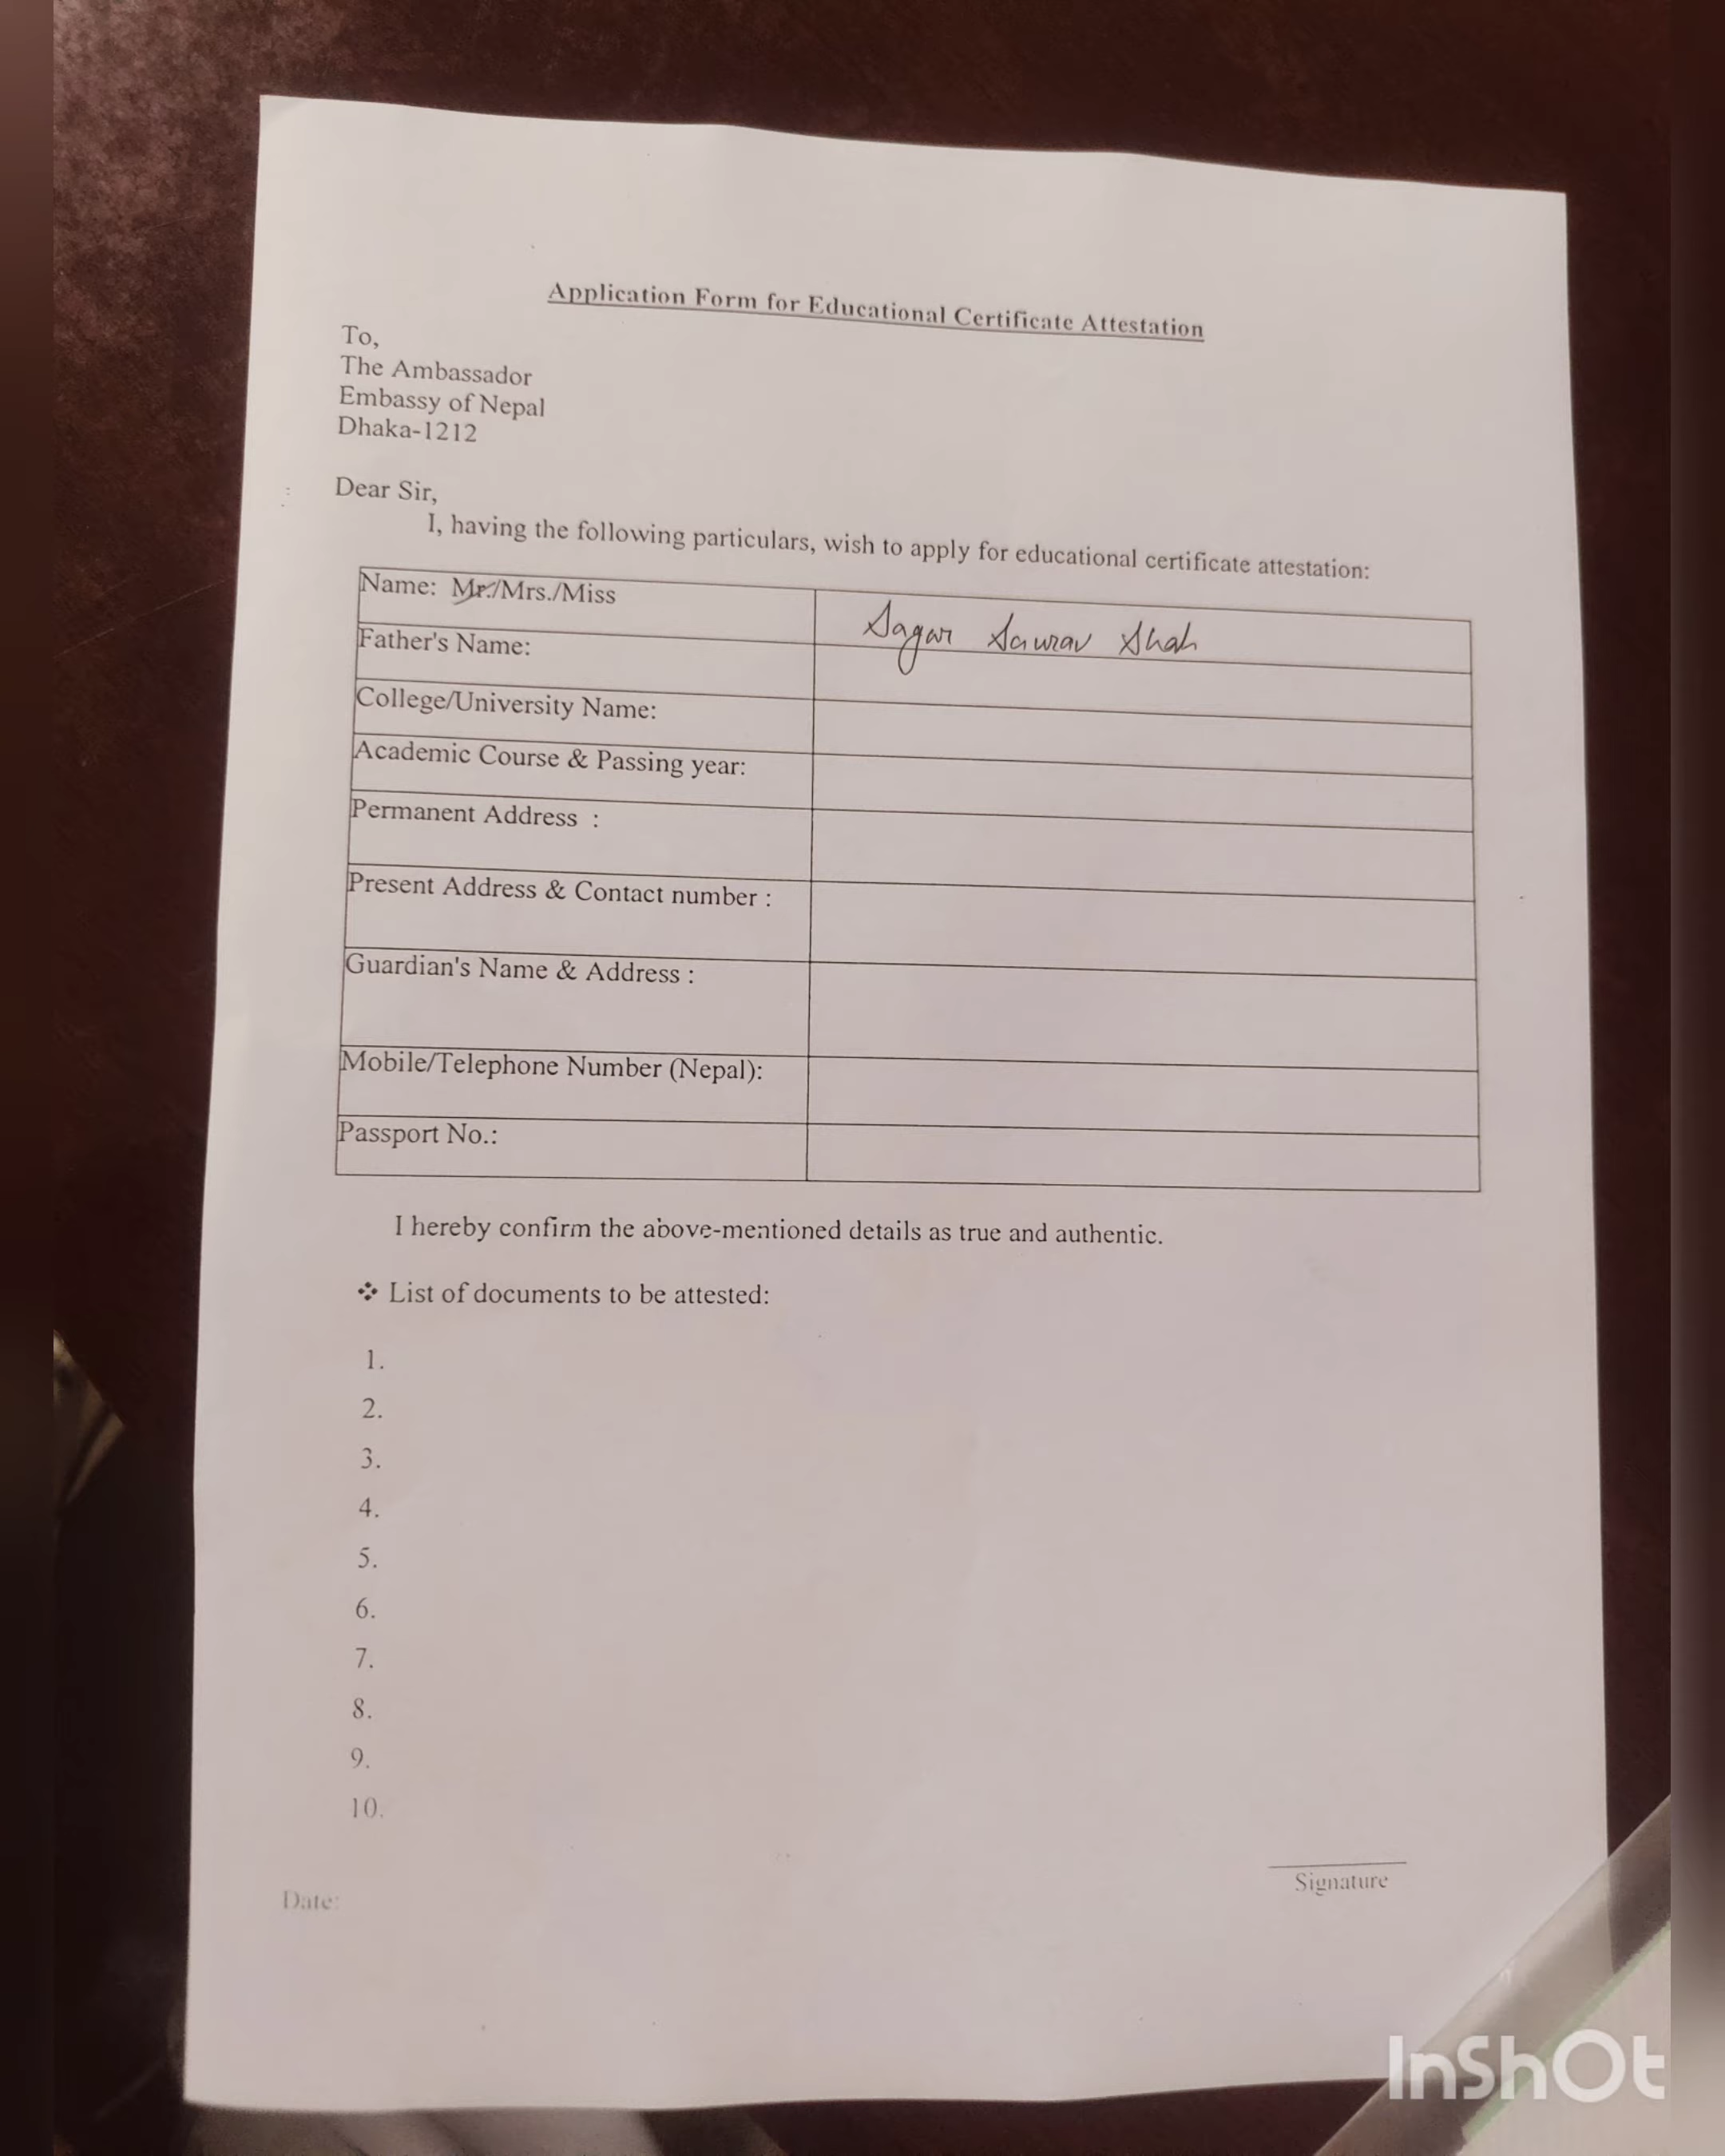 Application Form for Educational Certificate Attestation
To,
The Ambassador
Embassy of Nepal
Dhaka-1212
Dear Sir,
I, having the following particulars, wish to apply for educational certificate attestation:
Name: Mr./Mrs./Miss Sagar Saurav Shah
Father's Name:
College/University Name:
Academic Course & Passing year:
Permanent Address :
Present Address & Contact number :
Guardian's Name & Address :
Mobile/Telephone Number (Nepal):
Passport No.:
I hereby confirm the above-mentioned details as true and authentic.
❖ List of documents to be attested:
1.
2.
3.
4.
5.
6.
7.
8.
9.
10.
Signature
Date:
InShOt